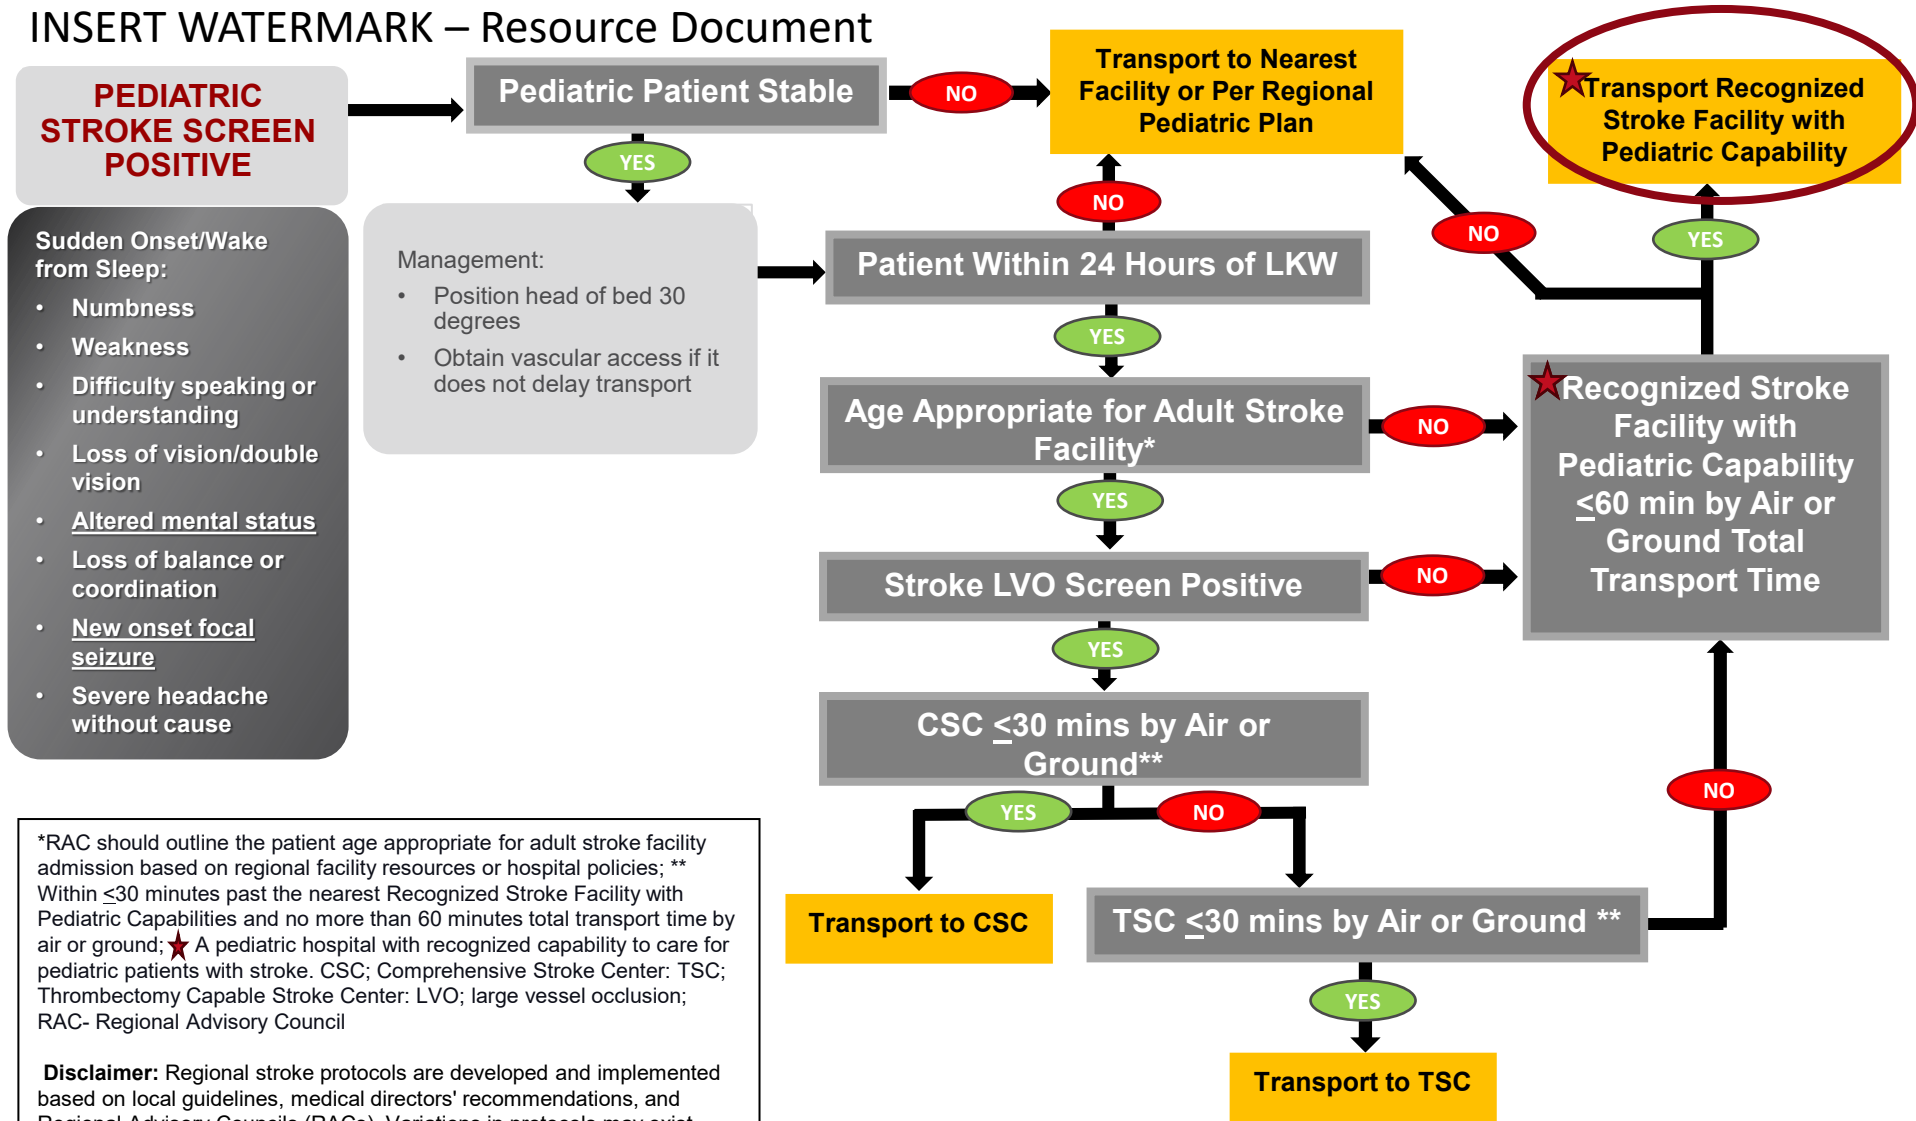 INSERT WATERMARK – Resource Document
PEDIATRIC
STROKE SCREEN
POSITIVE
Sudden Onset/Wake
from Sleep:
• Numbness
• Weakness
• Difficulty speaking or
understanding
• Loss of vision/double
vision
• Altered mental status
• Loss of balance or
coordination
• New onset focal
seizure
• Severe headache
without cause
Pediatric Patient Stable
NO
YES
Transport to Nearest
Facility or Per Regional
Pediatric Plan
Transport Recognized
Stroke Facility with
Pediatric Capability
Management:
• Position head of bed 30
degrees
• Obtain vascular access if it
does not delay transport
NO
NO
YES
Patient Within 24 Hours of LKW
YES
Age Appropriate for Adult Stroke
Facility*
NO
YES
Recognized Stroke
Facility with
Pediatric Capability
≤60 min by Air or
Ground Total
Transport Time
Stroke LVO Screen Positive
NO
YES
CSC ≤30 mins by Air or
Ground**
YES
NO
NO
Transport to CSC
TSC ≤30 mins by Air or Ground **
YES
Transport to TSC
*RAC should outline the patient age appropriate for adult stroke facility
admission based on regional facility resources or hospital policies; **
Within ≤30 minutes past the nearest Recognized Stroke Facility with
Pediatric Capabilities and no more than 60 minutes total transport time by
air or ground; A pediatric hospital with recognized capability to care for
pediatric patients with stroke. CSC; Comprehensive Stroke Center: TSC;
Thrombectomy Capable Stroke Center: LVO; large vessel occlusion;
RAC- Regional Advisory Council
Disclaimer: Regional stroke protocols are developed and implemented
based on local guidelines, medical directors' recommendations, and
Regional Advisory Councils (RACs). Variations in protocols may exist